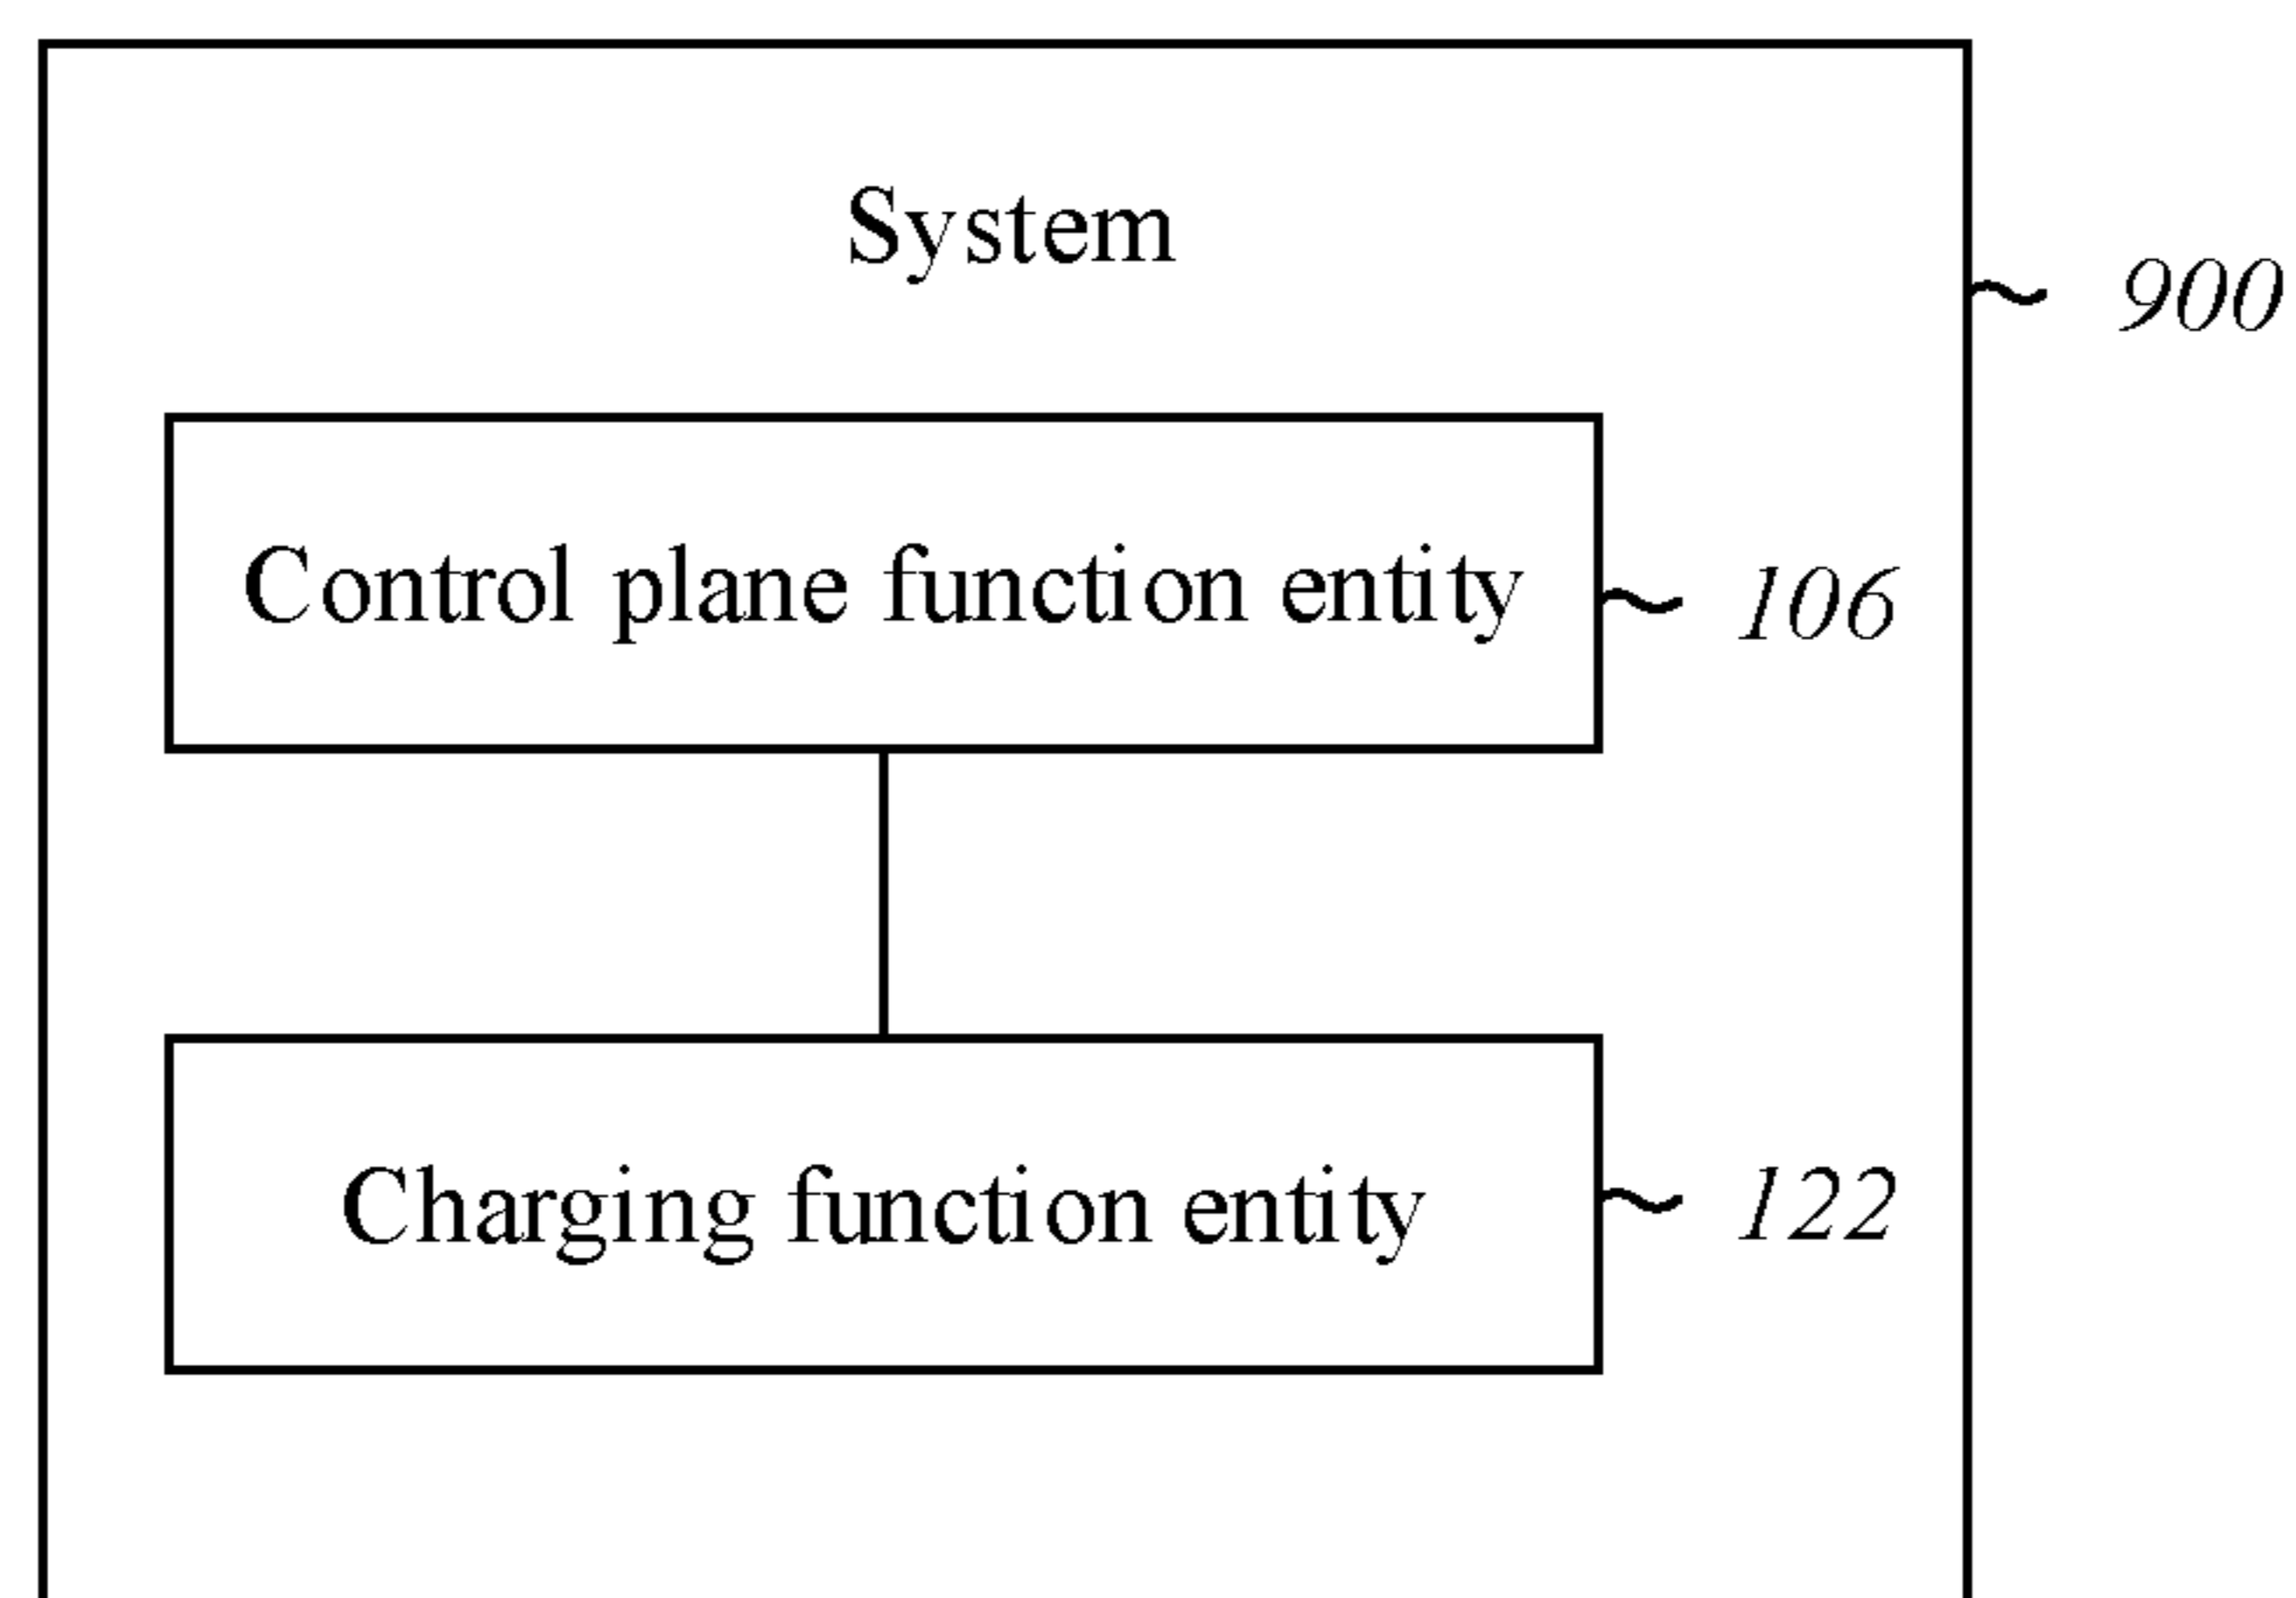 System
900
Control plane function entity
106
Charging function entity
122